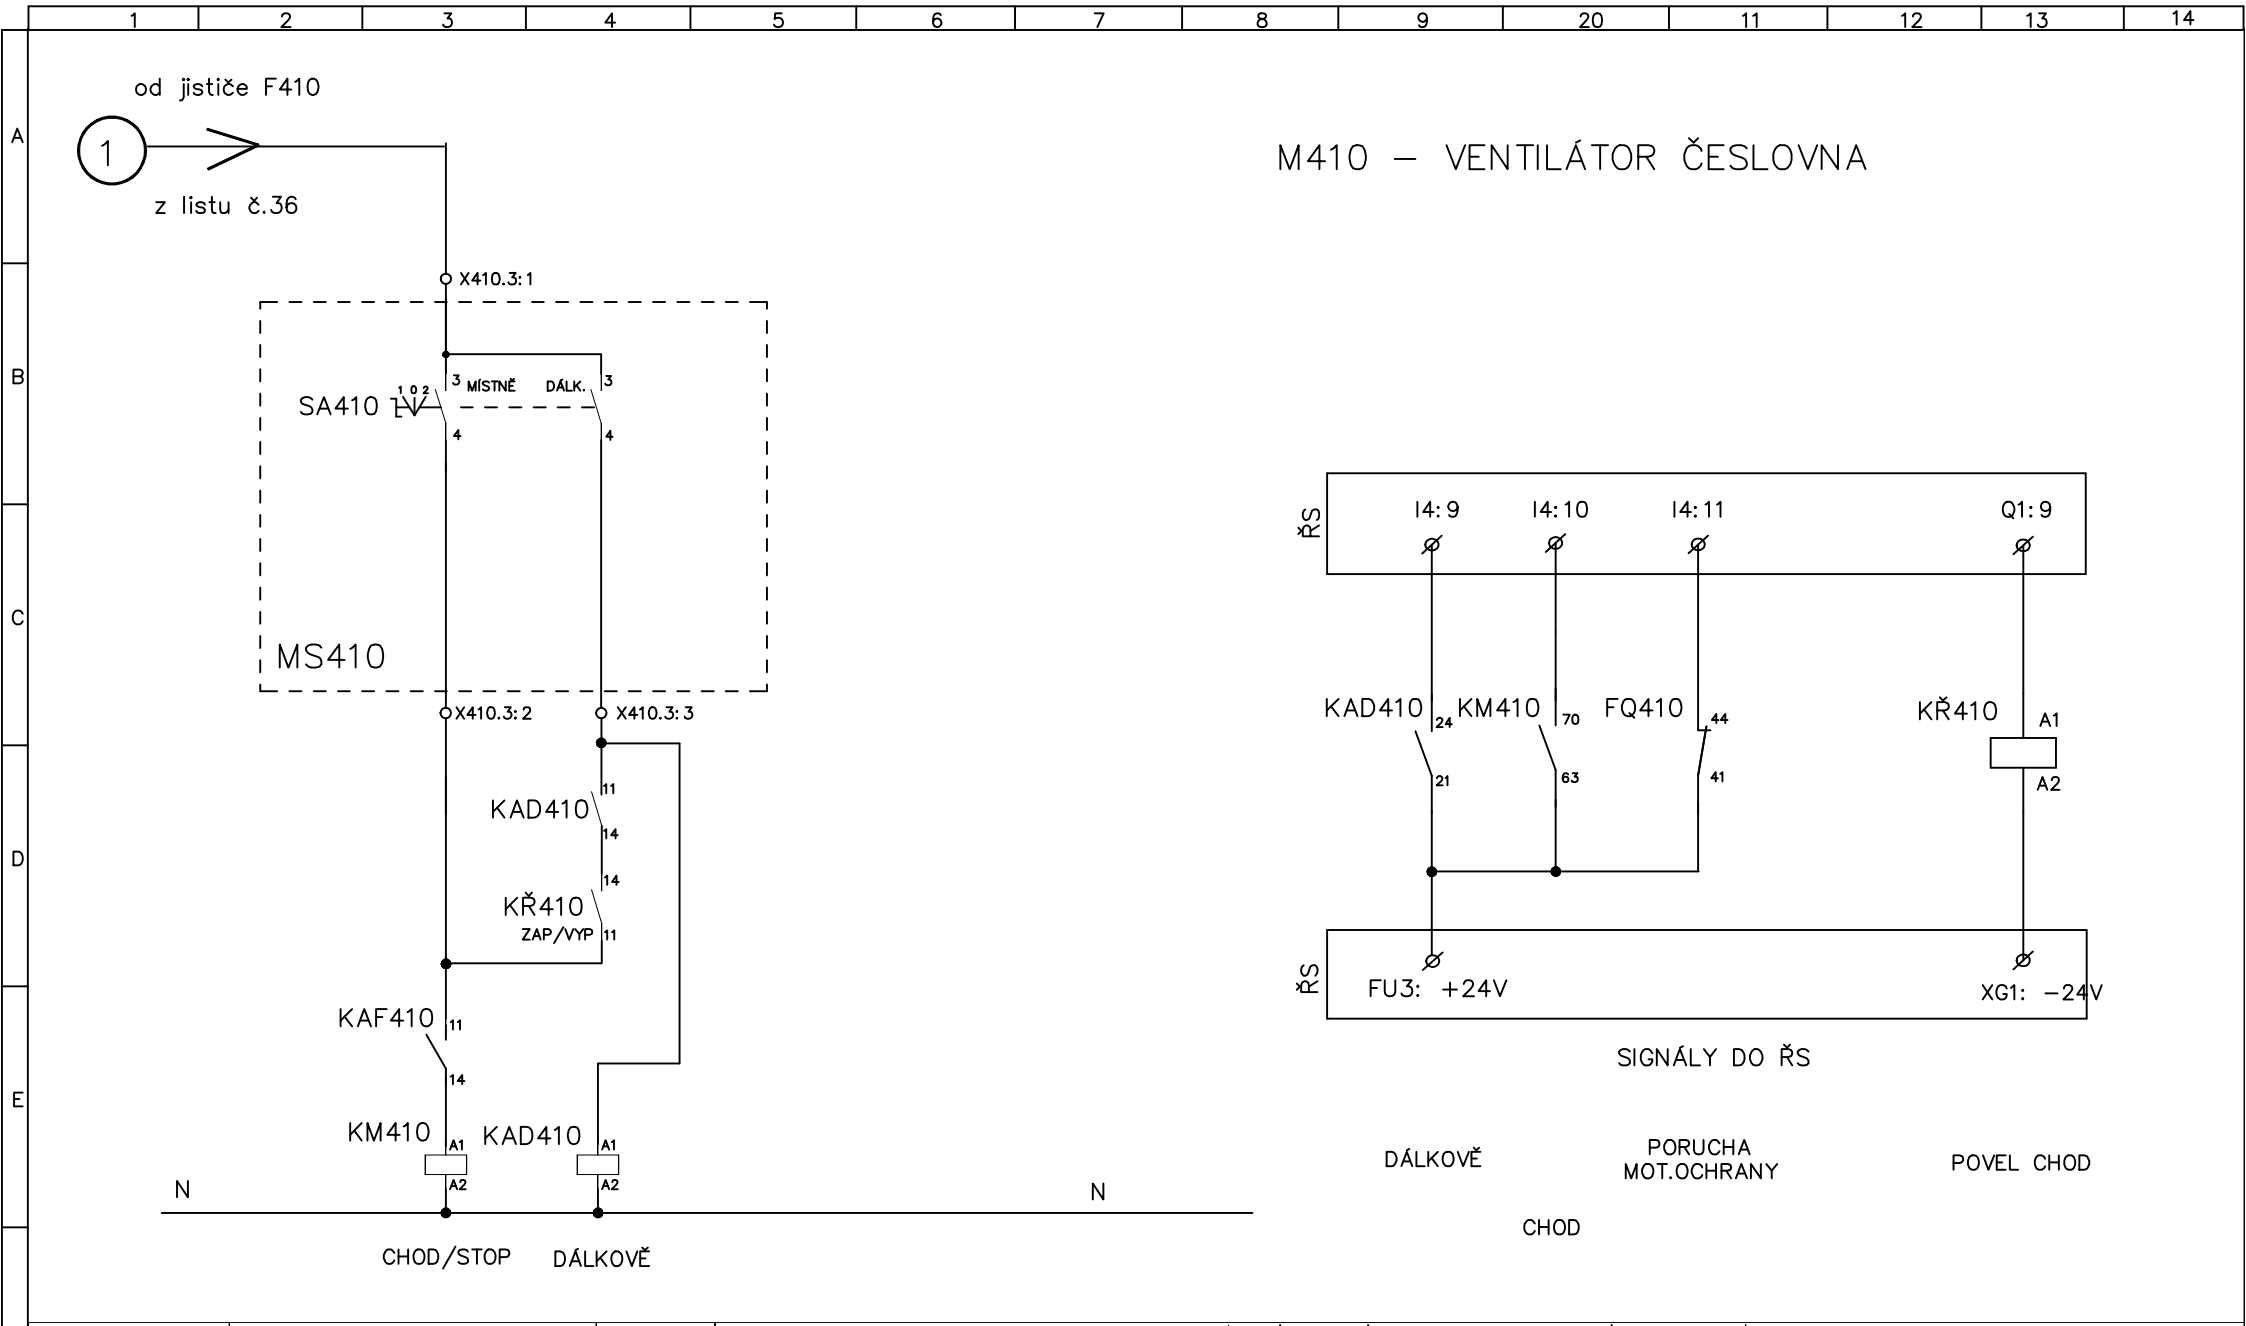 1 2 3 4 5 6 7 8 9 20 11 12 13 14
od jističe F410
A
1
M410 – VENTILÁTOR ČESLOVNA
z listu č.36
X410.3:1
B
SA410
1 0 2
3 MÍSTNĚ DÁLK. 3
4 4
ŘS
I4:9 I4:10 I4:11 Q1:9
C
MS410
X410.3:2 X410.3:3
KAD410 24 KM410 70 FQ410 44 KŘ410 A1
21 63 41 A2
11
KAD410
14
D
14
KŘ410
ZAP/VYP 11
ŘS
FU3: +24V XG1: –24V
KAF410 11
14
SIGNÁLY DO ŘS
E
KM410 A1 KAD410 A1
A2 A2
DÁLKOVĚ
PORUCHA
MOT.OCHRANY
POVEL CHOD
N N
CHOD
CHOD/STOP DÁLKOVĚ